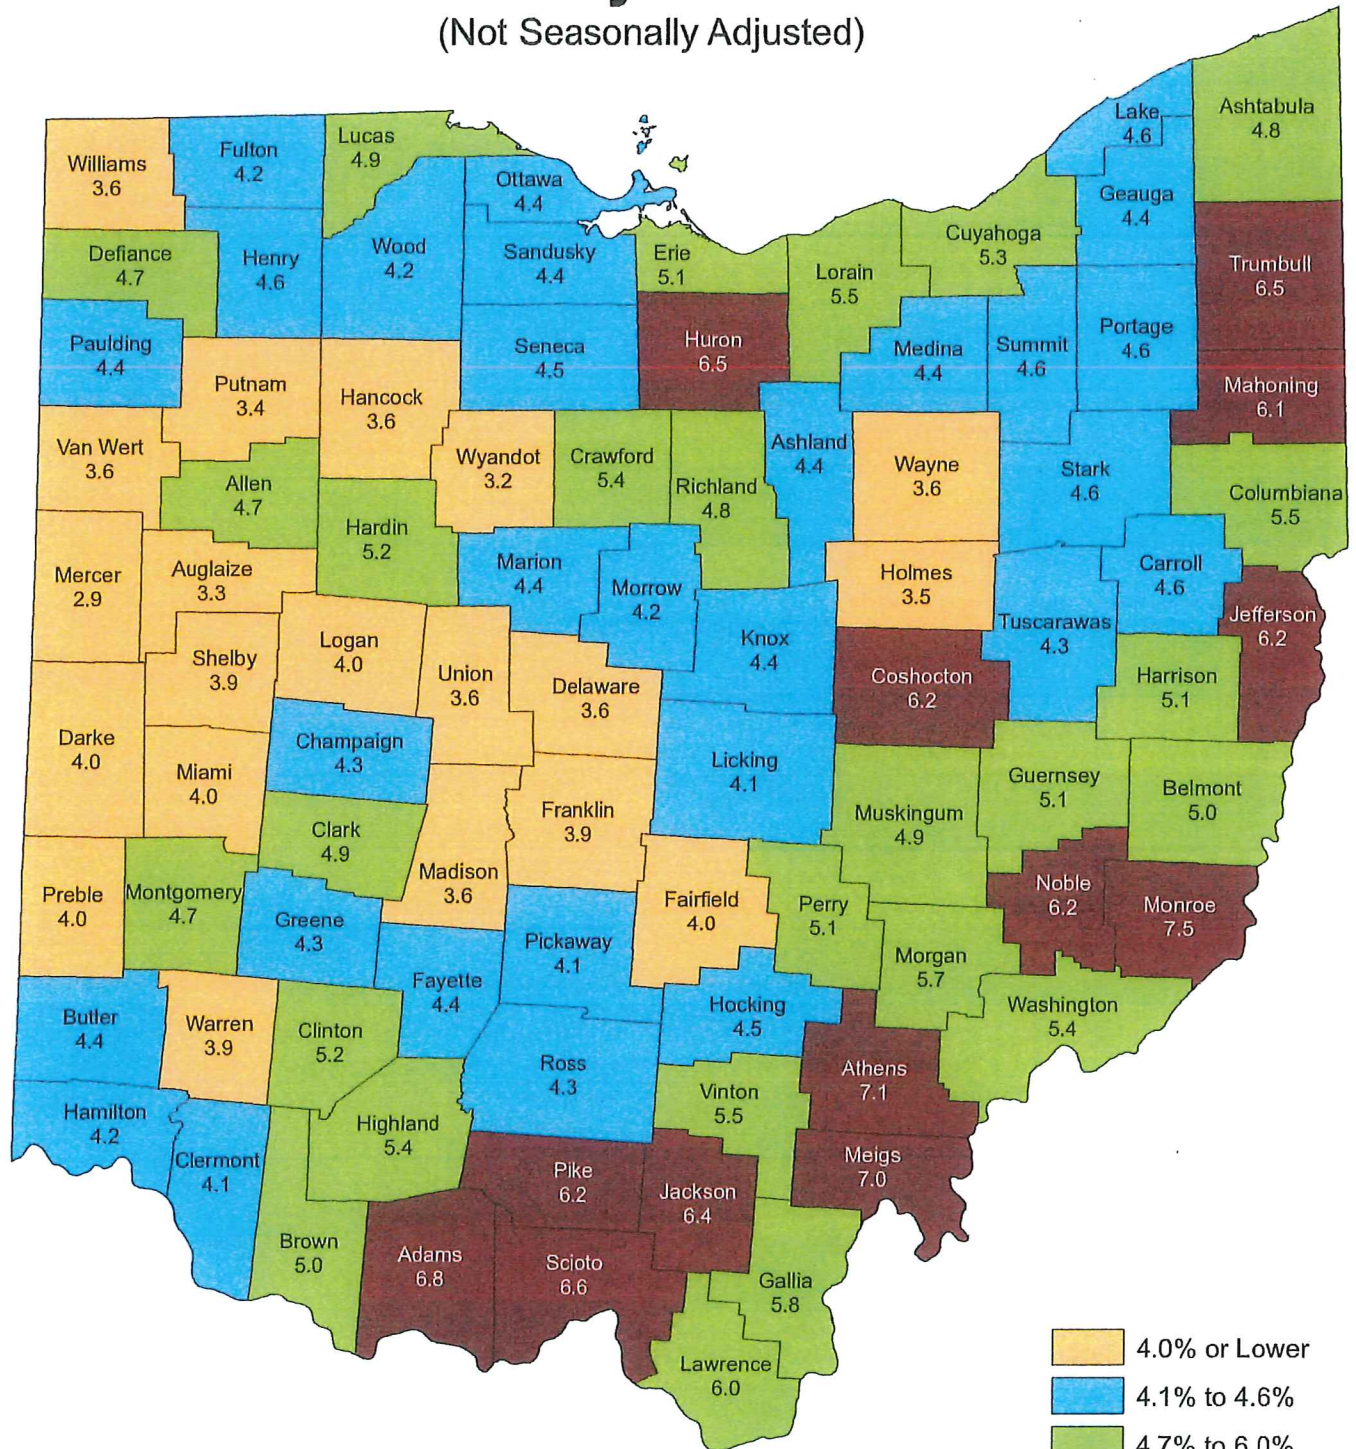 (Not Seasonally Adjusted)
Williams
3.6
Fulton
4.2
Lucas
4.9
Ottawa
4.4
Lake
4.6
Ashtabula
4.8
Geauga
4.4
Defiance
4.7
Henry
4.6
Wood
4.2
Sandusky
4.4
Erie
5.1
Lorain
5.5
Cuyahoga
5.3
Trumbull
6.5
Paulding
4.4
Putnam
3.4
Hancock
3.6
Seneca
4.5
Huron
6.5
Medina
4.4
Summit
4.6
Portage
4.6
Mahoning
6.1
Van Wert
3.6
Allen
4.7
Wyandot
3.2
Crawford
5.4
Richland
4.8
Ashland
4.4
Wayne
3.6
Stark
4.6
Columbiana
5.5
Hardin
5.2
Mercer
2.9
Auglaize
3.3
Marion
4.4
Morrow
4.2
Holmes
3.5
Carroll
4.6
Jefferson
6.2
Tuscarawas
4.3
Knox
4.4
Shelby
3.9
Logan
4.0
Union
3.6
Delaware
3.6
Coshocton
6.2
Harrison
5.1
Darke
4.0
Miami
4.0
Champaign
4.3
Licking
4.1
Guernsey
5.1
Belmont
5.0
Clark
4.9
Franklin
3.9
Muskingum
4.9
Madison
3.6
Preble
4.0
Montgomery
4.7
Greene
4.3
Fairfield
4.0
Perry
5.1
Noble
6.2
Monroe
7.5
Fayette
4.4
Pickaway
4.1
Morgan
5.7
Washington
5.4
Butler
4.4
Warren
3.9
Clinton
5.2
Hocking
4.5
Ross
4.3
Athens
7.1
Hamilton
4.2
Clermont
4.1
Highland
5.4
Vinton
5.5
Meigs
7.0
Pike
6.2
Jackson
6.4
Brown
5.0
Adams
6.8
Scioto
6.6
Gallia
5.8
Lawrence
6.0
4.0% or Lower
4.1% to 4.6%
4.7% to 6.0%